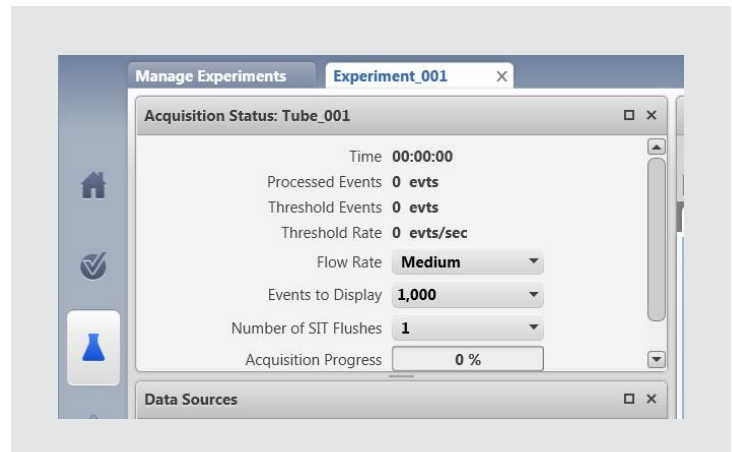 Manage Experiments Experiment_001
Acquisition Status: Tube_001
Time 00:00:00
Processed Events 0 evts
Threshold Events 0 evts
Threshold Rate 0 evts/sec
Flow Rate Medium
Events to Display 1,000
Number of SIT Flushes 1
Acquisition Progress 0 %
Data Sources